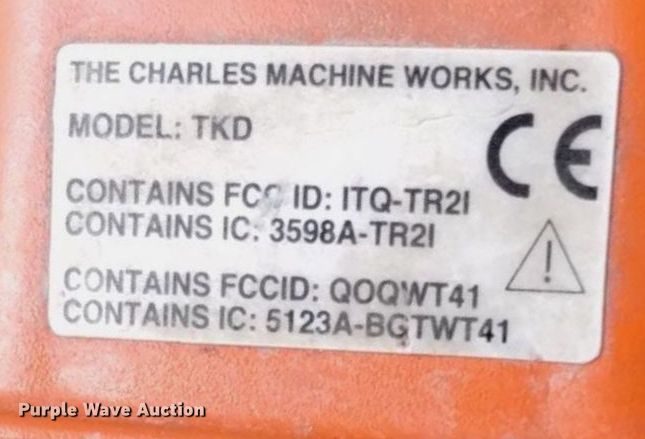 THE CHARLES MACHINE WORKS, INC.
MODEL: TKD
CE
CONTAINS FCC ID: ITQ-TR2I
CONTAINS IC: 3598A-TR2I
!
CONTAINS FCCID: QOQWT41
CONTAINS IC: 5123A-BGTWT41
Purple Wave Auction